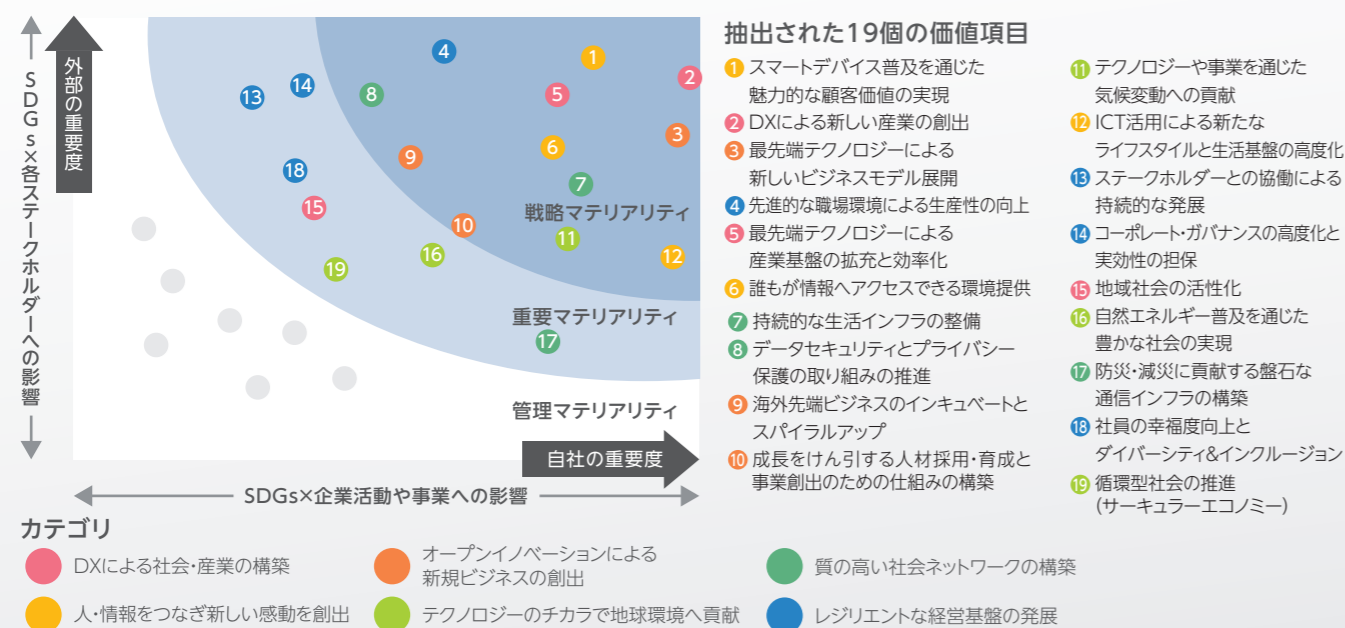 外部の重要度
SDGs×各ステークホルダーへの影響
4
1
14
13
8
5
2
3
9
6
18
7
15
戦略マテリアリティ
10
11
16
12
19
重要マテリアリティ
17
管理マテリアリティ
自社の重要度
SDGs×企業活動や事業への影響
抽出された19個の価値項目
1 スマートデバイス普及を通じた
魅力的な顧客価値の実現
2 DXによる新しい産業の創出
3 最先端テクノロジーによる
新しいビジネスモデル展開
4 先進的な職場環境による生産性の向上
5 最先端テクノロジーによる
産業基盤の拡充と効率化
6 誰もが情報へアクセスできる環境提供
7 持続的な生活インフラの整備
8 データセキュリティとプライバシー
保護の取り組みの推進
9 海外先端ビジネスのインキュベートと
スパイラルアップ
10 成長をけん引する人材採用・育成と
事業創出のための仕組みの構築
11 テクノロジーや事業を通じた
気候変動への貢献
12 ICT活用による新たな
ライフスタイルと生活基盤の高度化
13 ステークホルダーとの協働による
持続的な発展
14 コーポレート・ガバナンスの高度化と
実効性の担保
15 地域社会の活性化
16 自然エネルギー普及を通じた
豊かな社会の実現
17 防災・減災に貢献する盤石な
通信インフラの構築
18 社員の幸福度向上と
ダイバーシティ&インクルージョン
19 循環型社会の推進
(サーキュラーエコノミー)
カテゴリ
DXによる社会・産業の構築
オープンイノベーションによる
新規ビジネスの創出
質の高い社会ネットワークの構築
人・情報をつなぎ新しい感動を創出
テクノロジーのチカラで地球環境へ貢献
レジリエントな経営基盤の発展